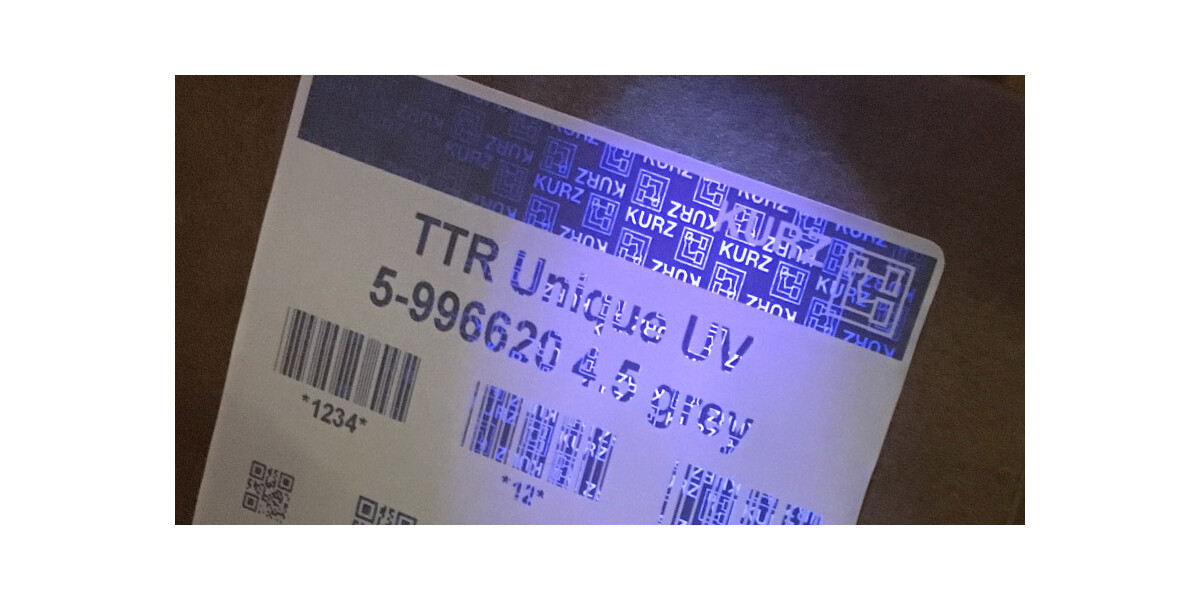 KURZ
TTR Unique UV
5-996620 4.5 grey
*1234*
*12*